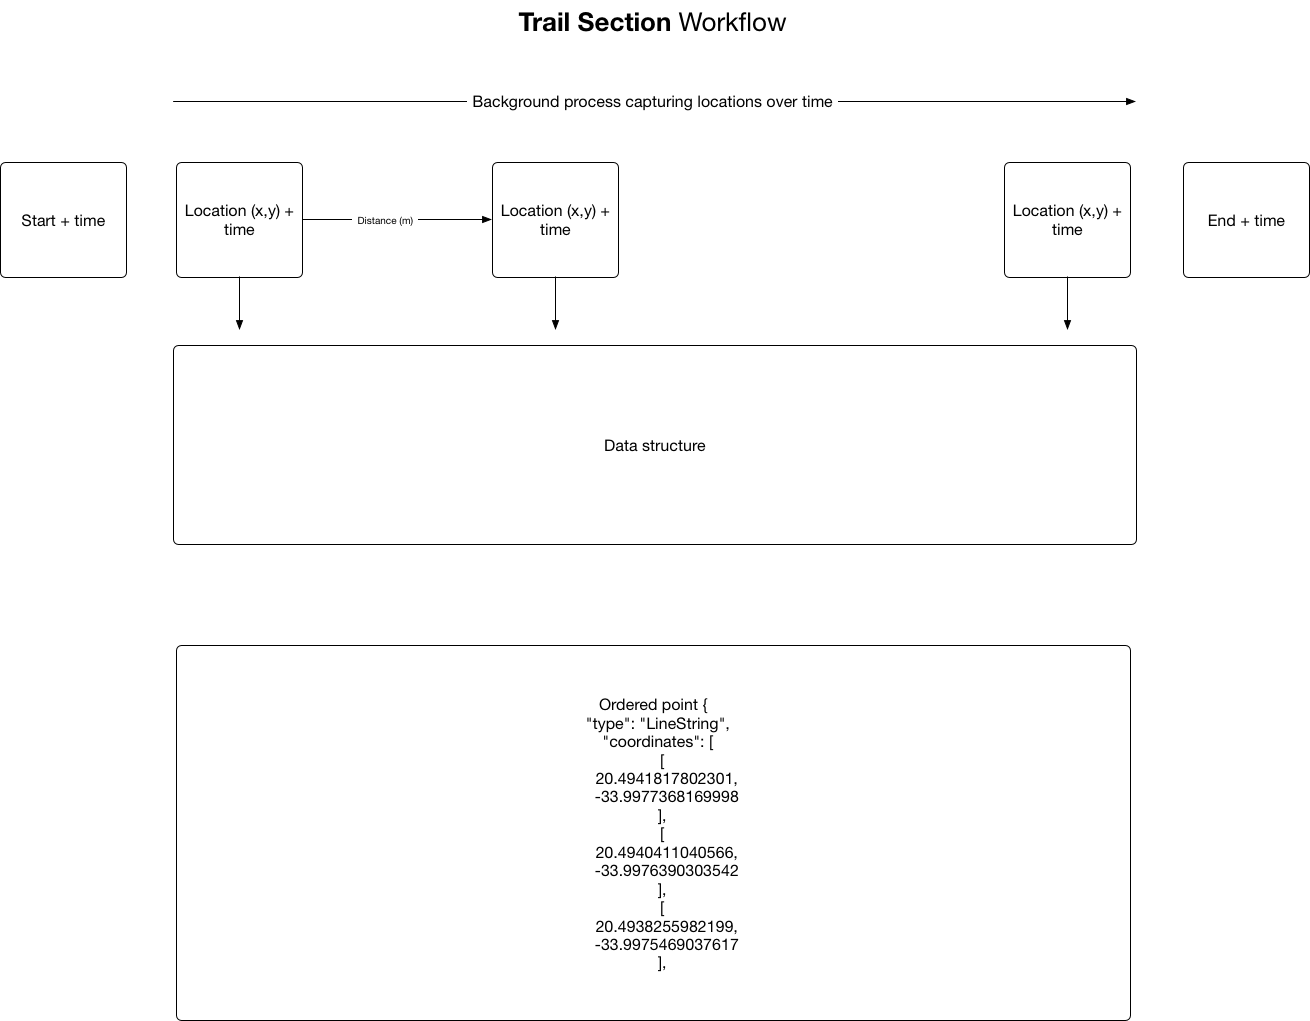 Trail Section Workflow
Background process capturing locations over time
Start + time
Location (x,y) +
time
Distance (m)
Location (x,y) +
time
Location (x,y) +
time
End + time
Data structure
Ordered point {
"type": "LineString",
"coordinates": [
[
20.4941817802301,
-33.9977368169998
],
[
20.4940411040566,
-33.9976390303542
],
[
20.4938255982199,
-33.9975469037617
],